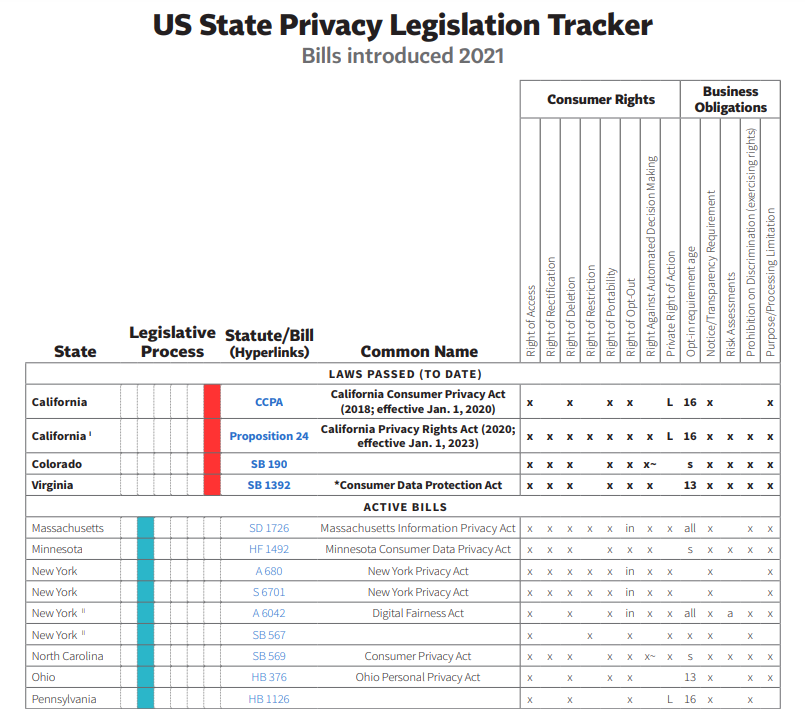 US State Privacy Legislation Tracker
Bills introduced 2021
Consumer Rights
Business Obligations
State
Legislative Process
Statute/Bill (Hyperlinks)
Common Name
Right of Access
Right of Rectification
Right of Deletion
Right of Restriction
Right of Portability
Right of Opt-Out
Right Against Automated Decision Making
Private Right of Action
Opt-in requirement age
Notice/Transparency Requirement
Risk Assessments
Prohibition on Discrimination (exercising rights)
Purpose/Processing Limitation
LAWS PASSED (TO DATE)
California CCPA California Consumer Privacy Act (2018; effective Jan. 1, 2020) x x x x L 16 x x
California I Proposition 24 California Privacy Rights Act (2020; effective Jan. 1, 2023) x x x x x x x L 16 x x x x
Colorado SB 190 x x x x x x~ s x x x x
Virginia SB 1392 *Consumer Data Protection Act x x x x x x 13 x x x x
ACTIVE BILLS
Massachusetts SD 1726 Massachusetts Information Privacy Act x x x x x in x x all x x x
Minnesota HF 1492 Minnesota Consumer Data Privacy Act x x x x x x s x x x x
New York A 680 New York Privacy Act x x x x x in x x x x
New York S 6701 New York Privacy Act x x x x x in x x x x
New York II A 6042 Digital Fairness Act x x x in x x all x a x x
New York II SB 567 x x x x x x x
North Carolina SB 569 Consumer Privacy Act x x x x x x~ x s x x x x
Ohio HB 376 Ohio Personal Privacy Act x x x x 13 x x x
Pennsylvania HB 1126 x x x L 16 x x